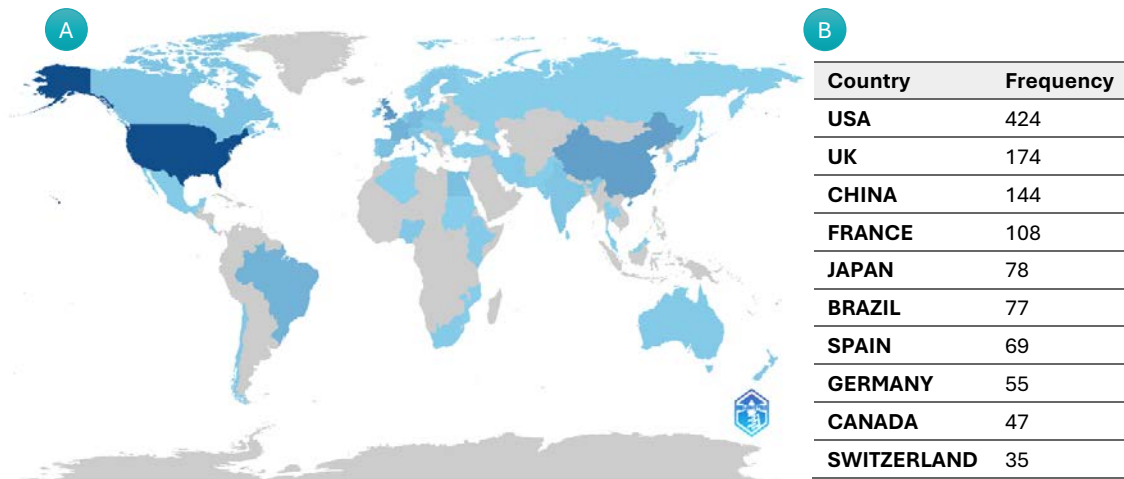 A
B
Country Frequency
USA 424
UK 174
CHINA 144
FRANCE 108
JAPAN 78
BRAZIL 77
SPAIN 69
GERMANY 55
CANADA 47
SWITZERLAND 35